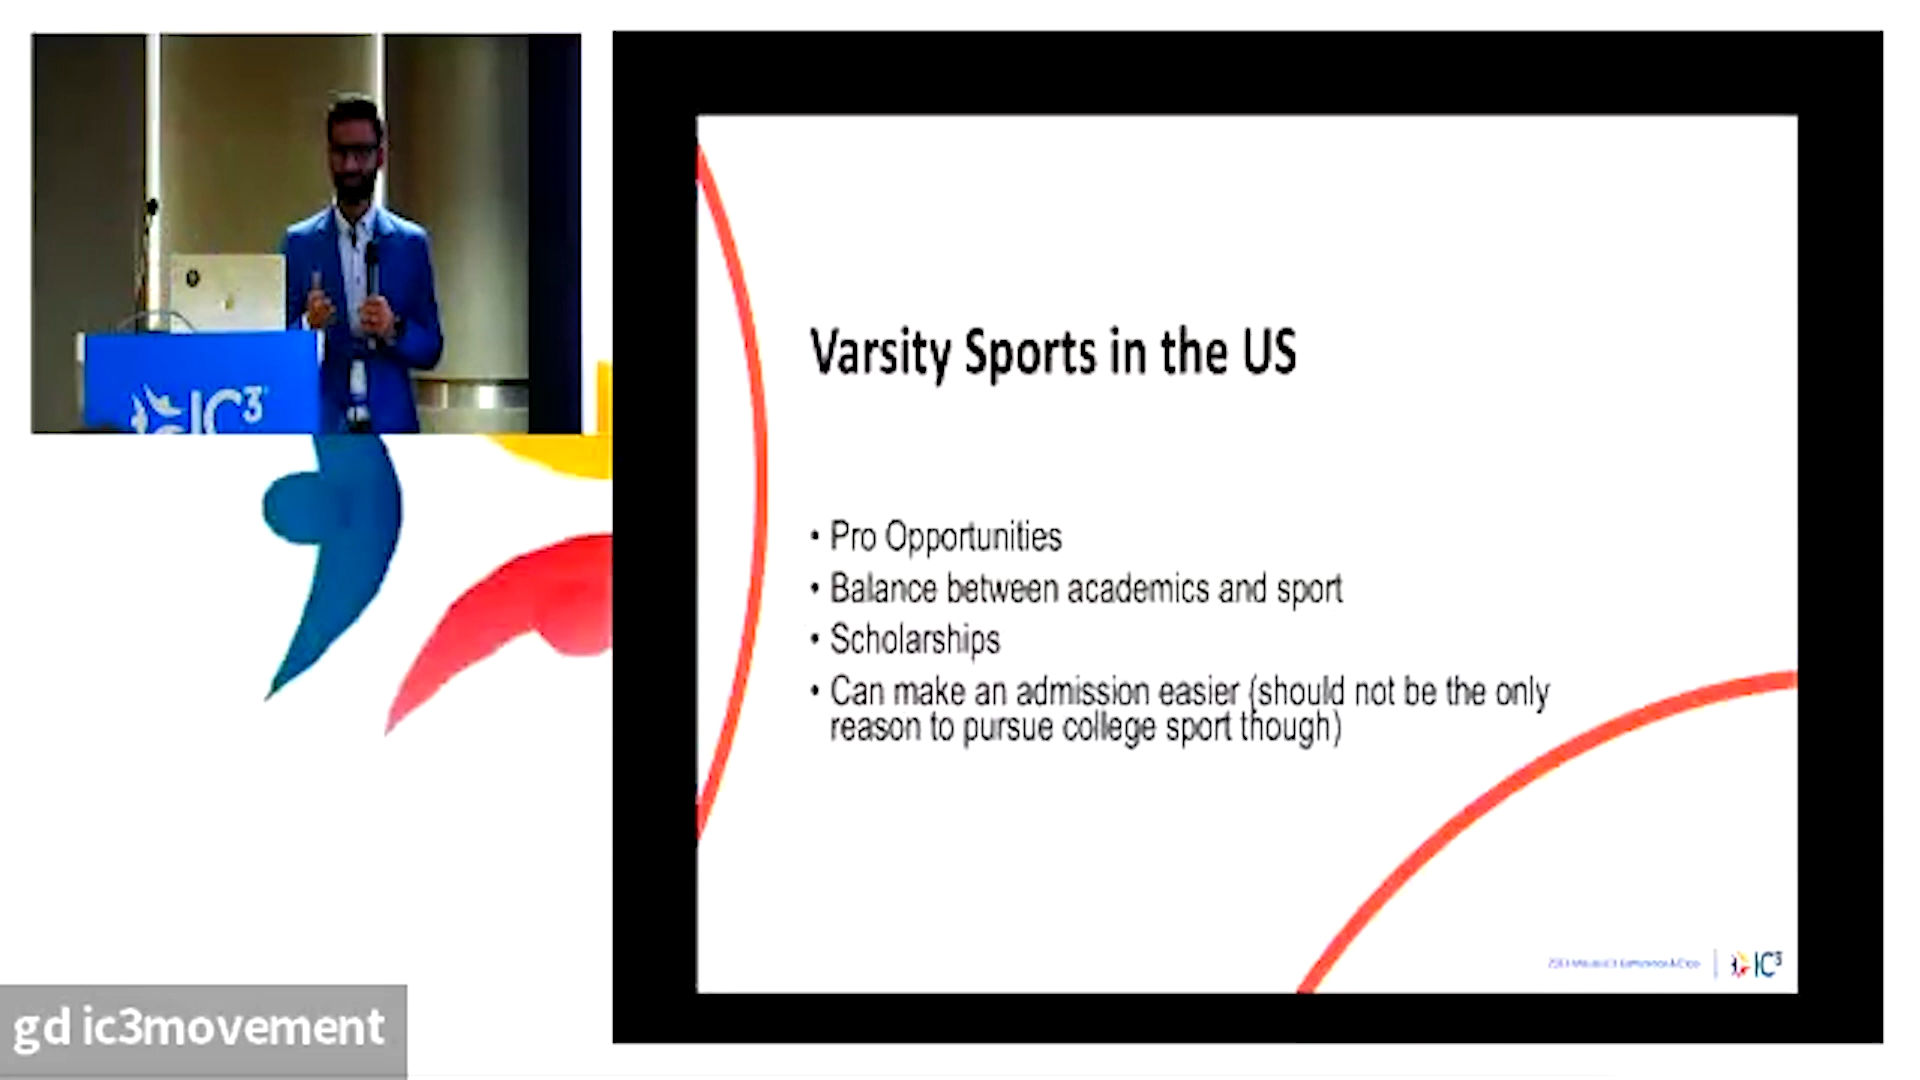 IC³
Varsity Sports in the US
• Pro Opportunities
• Balance between academics and sport
• Scholarships
• Can make an admission easier (should not be the only
reason to pursue college sport though)
IC³
gd ic3movement